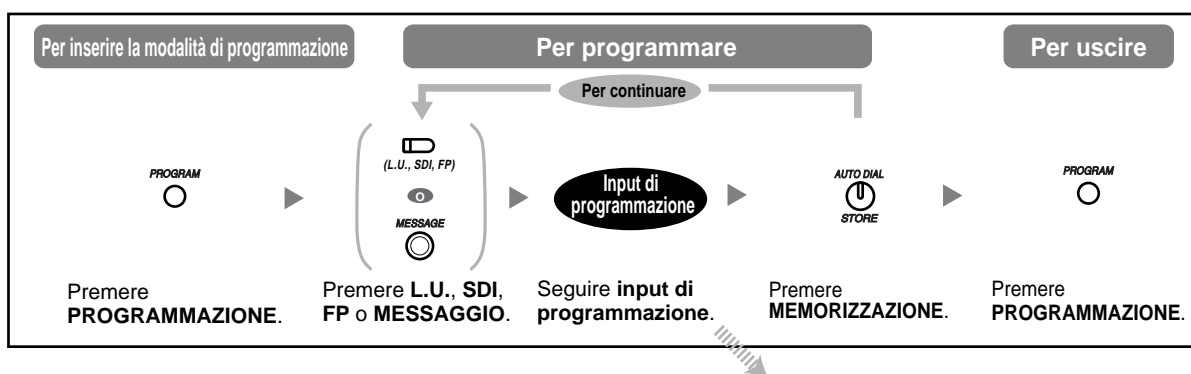 Per inserire la modalità di programmazione
Per programmare
Per uscire
Per continuare
PROGRAM
(L.U., SDI, FP)
O
MESSAGE
Input di
programmazione
AUTO DIAL
STORE
PROGRAM
Premere
PROGRAMMAZIONE.
Premere L.U., SDI,
FP o MESSAGGIO.
Seguire input di
programmazione.
Premere
MEMORIZZAZIONE.
Premere
PROGRAMMAZIONE.